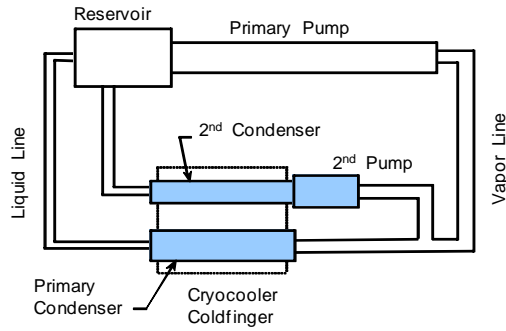 Reservoir
Primary Pump
2nd Condenser
2nd Pump
Liquid Line
Vapor Line
Primary
Condenser
Cryocooler
Coldfinger